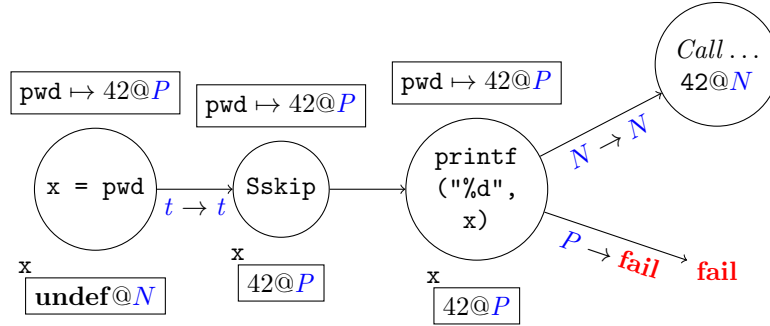 Call …
42@N
pwd ↦ 42@P
pwd ↦ 42@P
pwd ↦ 42@P
x = pwd
t → t
Sskip
printf
("%d",
x)
N → N
P → fail
fail
x
undef@N
x
42@P
x
42@P